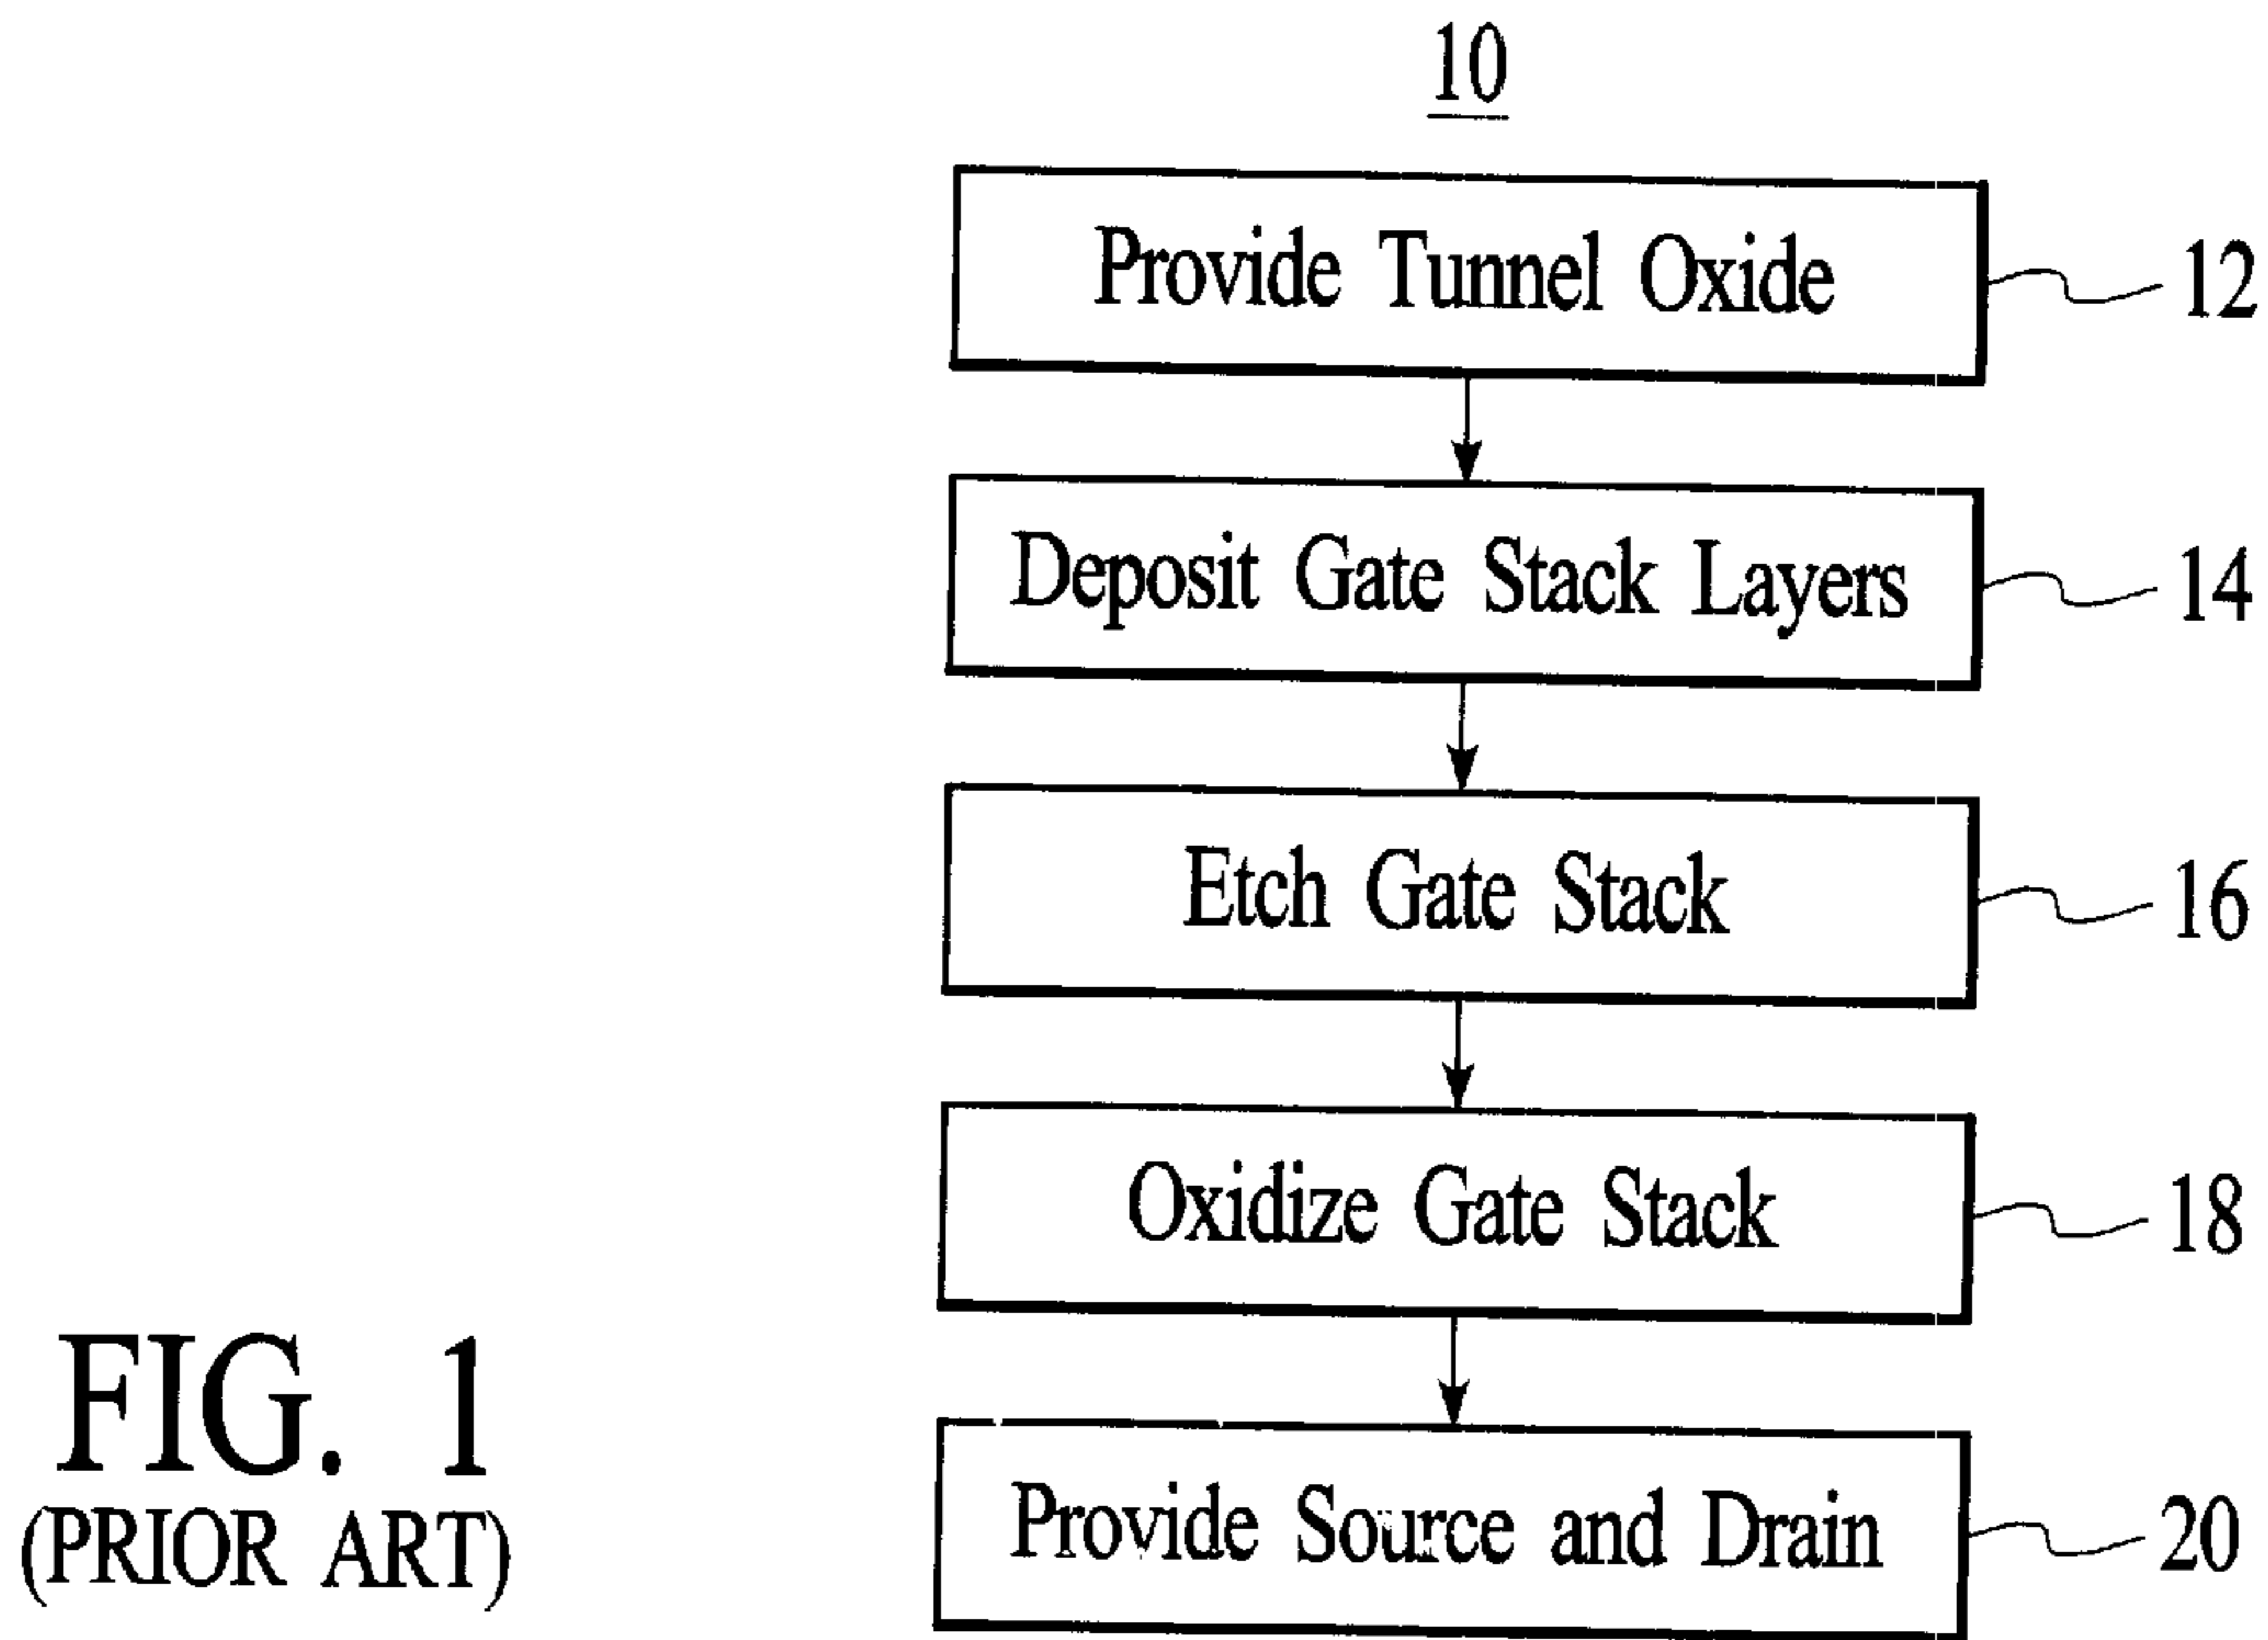 10
Provide Tunnel Oxide
12
Deposit Gate Stack Layers
14
Etch Gate Stack
16
Oxidize Gate Stack
18
Provide Source and Drain
20
FIG. 1
(PRIOR ART)